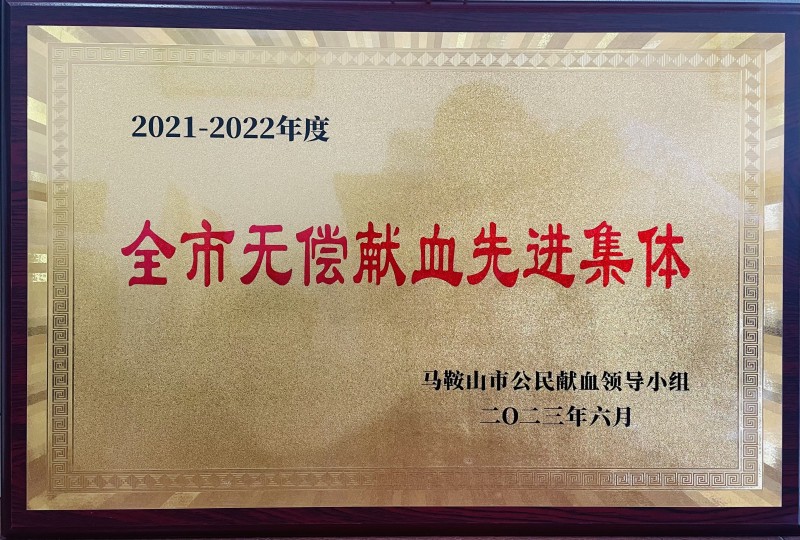 2021-2022年度
全市无偿献血先进集体
马鞍山市公民献血领导小组
二O二三年六月